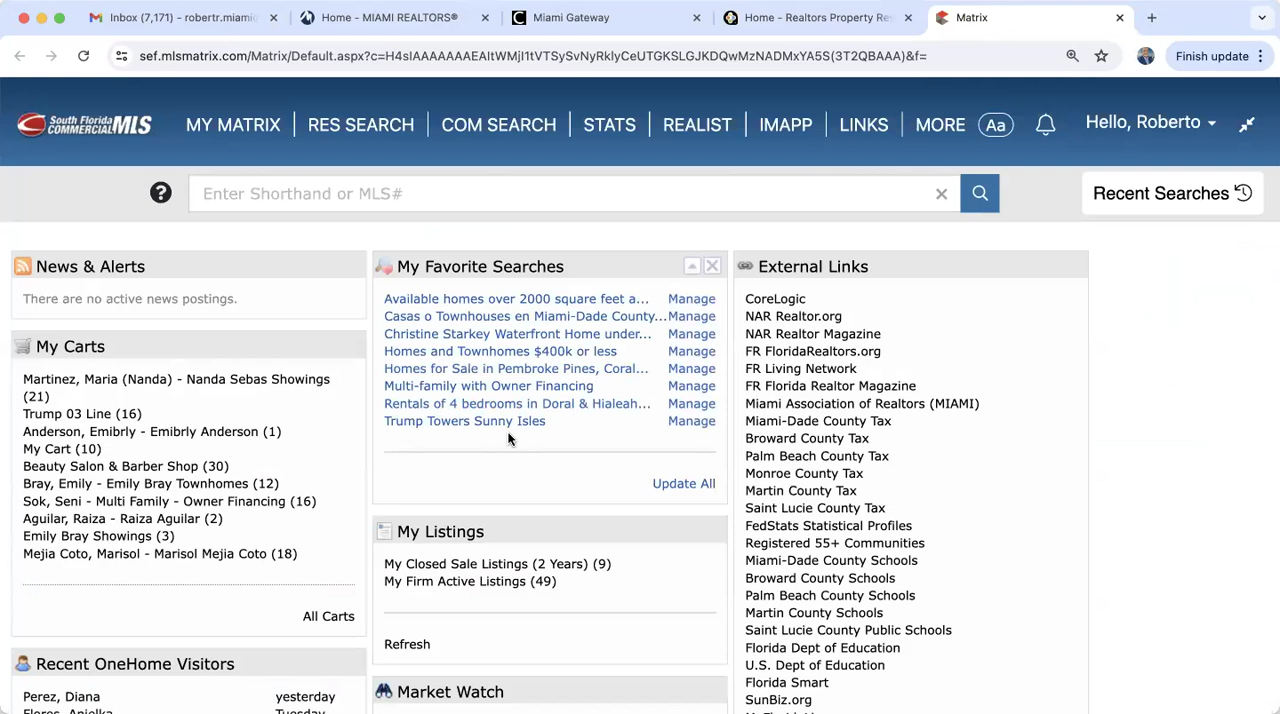 Inbox (7,171) – robertr.miami
Home - MIAMI REALTORS®
Miami Gateway
Home - Realtors Property Res
Matrix
sef.mlsmatrix.com/Matrix/Default.aspx?c=H4sIAAAAAAAEAItWMjI1tVTSySvNyRklyCeUTGKSLGJKDQwMzNADMxYA5S(3T2QBAAA)&f=
Finish update
South Florida
COMMERCIALMLS
MY MATRIX
RES SEARCH
COM SEARCH
STATS
REALIST
IMAPP
LINKS
MORE
Aa
Hello, Roberto
?
Enter Shorthand or MLS#
Recent Searches
News & Alerts
There are no active news postings.
My Carts
Martinez, Maria (Nanda) - Nanda Sebas Showings
(21)
Trump 03 Line (16)
Anderson, Emibrly - Emibrly Anderson (1)
My Cart (10)
Beauty Salon & Barber Shop (30)
Bray, Emily - Emily Bray Townhomes (12)
Sok, Seni - Multi Family - Owner Financing (16)
Aguilar, Raiza - Raiza Aguilar (2)
Emily Bray Showings (3)
Mejia Coto, Marisol - Marisol Mejia Coto (18)
All Carts
Recent OneHome Visitors
Perez, Diana yesterday
My Favorite Searches
Available homes over 2000 square feet a... Manage
Casas o Townhouses en Miami-Dade County,... Manage
Christine Starkey Waterfront Home under... Manage
Homes and Townhomes $400k or less Manage
Homes for Sale in Pembroke Pines, Coral... Manage
Multi-family with Owner Financing Manage
Rentals of 4 bedrooms in Doral & Hialeah... Manage
Trump Towers Sunny Isles Manage
Update All
My Listings
My Closed Sale Listings (2 Years) (9)
My Firm Active Listings (49)
Refresh
Market Watch
External Links
CoreLogic
NAR Realtor.org
NAR Realtor Magazine
FR FloridaRealtors.org
FR Living Network
FR Florida Realtor Magazine
Miami Association of Realtors (MIAMI)
Miami-Dade County Tax
Broward County Tax
Palm Beach County Tax
Monroe County Tax
Martin County Tax
Saint Lucie County Tax
FedStats Statistical Profiles
Registered 55+ Communities
Miami-Dade County Schools
Broward County Schools
Palm Beach County Schools
Martin County Schools
Saint Lucie County Public Schools
Florida Dept of Education
U.S. Dept of Education
Florida Smart
SunBiz.org